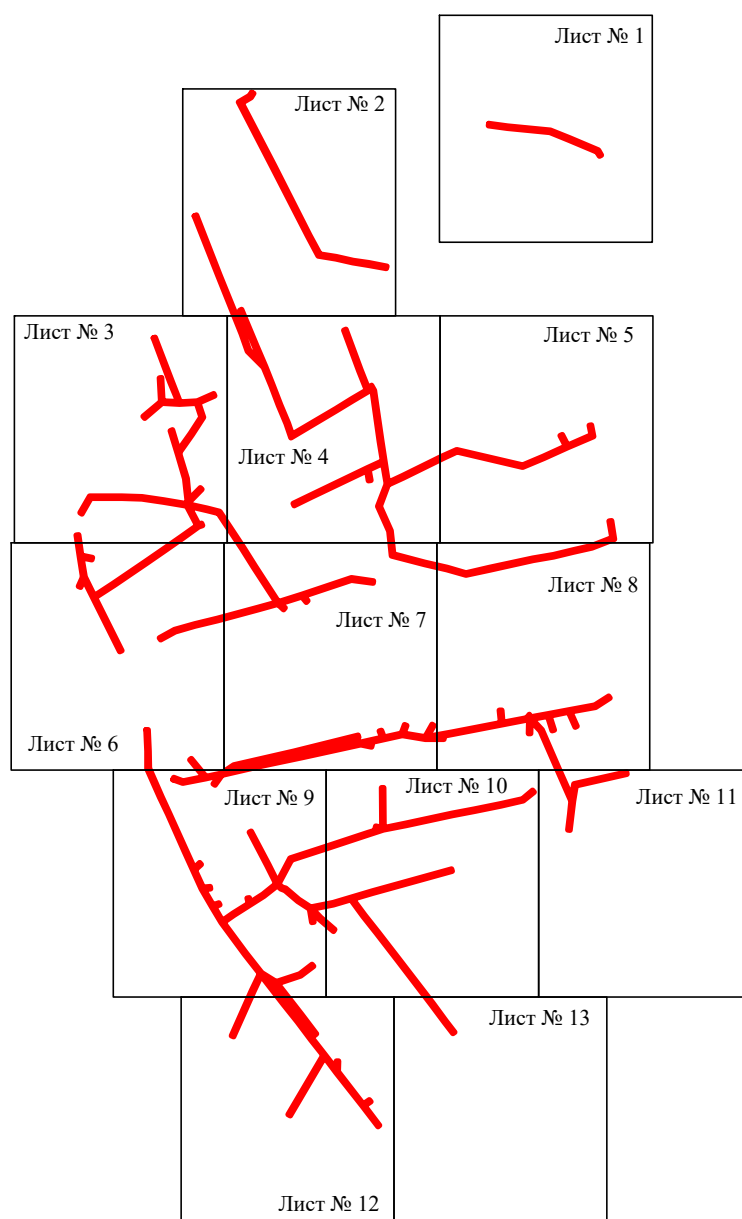 Лист № 1
Лист № 2
Лист № 3
Лист № 5
Лист № 4
Лист № 8
Лист № 7
Лист № 6
Лист № 10
Лист № 9
Лист № 11
Лист № 13
Лист № 12